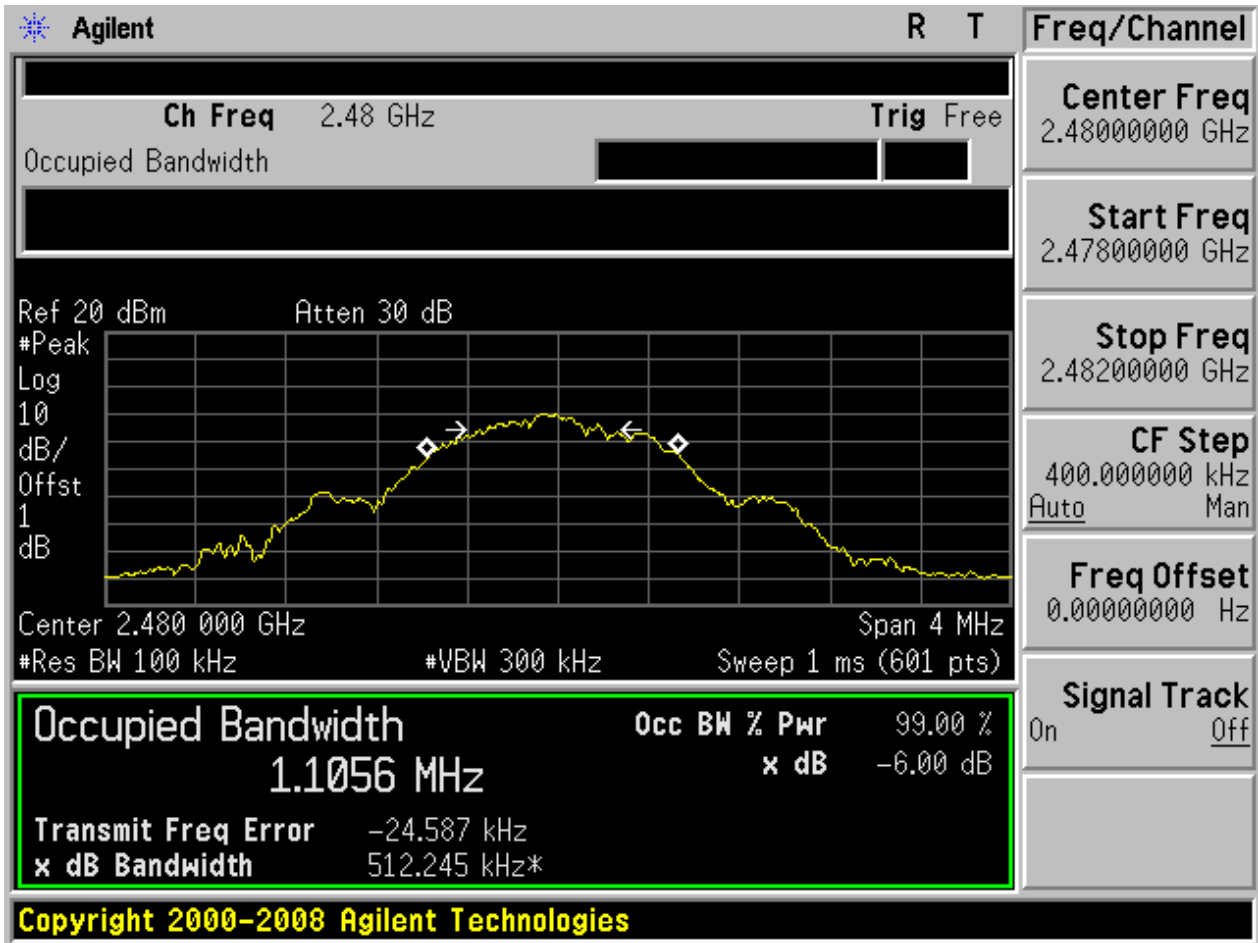 Agilent R T
Freq/Channel
Ch Freq 2.48 GHz Trig Free
Occupied Bandwidth
Center Freq
2.48000000 GHz
Start Freq
2.47800000 GHz
Stop Freq
2.48200000 GHz
CF Step
400.000000 kHz
Auto Man
Freq Offset
0.00000000 Hz
Signal Track
On Off
Ref 20 dBm Atten 30 dB
#Peak
Log
10
dB/
Offst
1
dB
Center 2.480 000 GHz Span 4 MHz
#Res BW 100 kHz #VBW 300 kHz Sweep 1 ms (601 pts)
Occupied Bandwidth
1.1056 MHz
Occ BW % Pwr 99.00 %
x dB -6.00 dB
Transmit Freq Error -24.587 kHz
x dB Bandwidth 512.245 kHz*
Copyright 2000-2008 Agilent Technologies